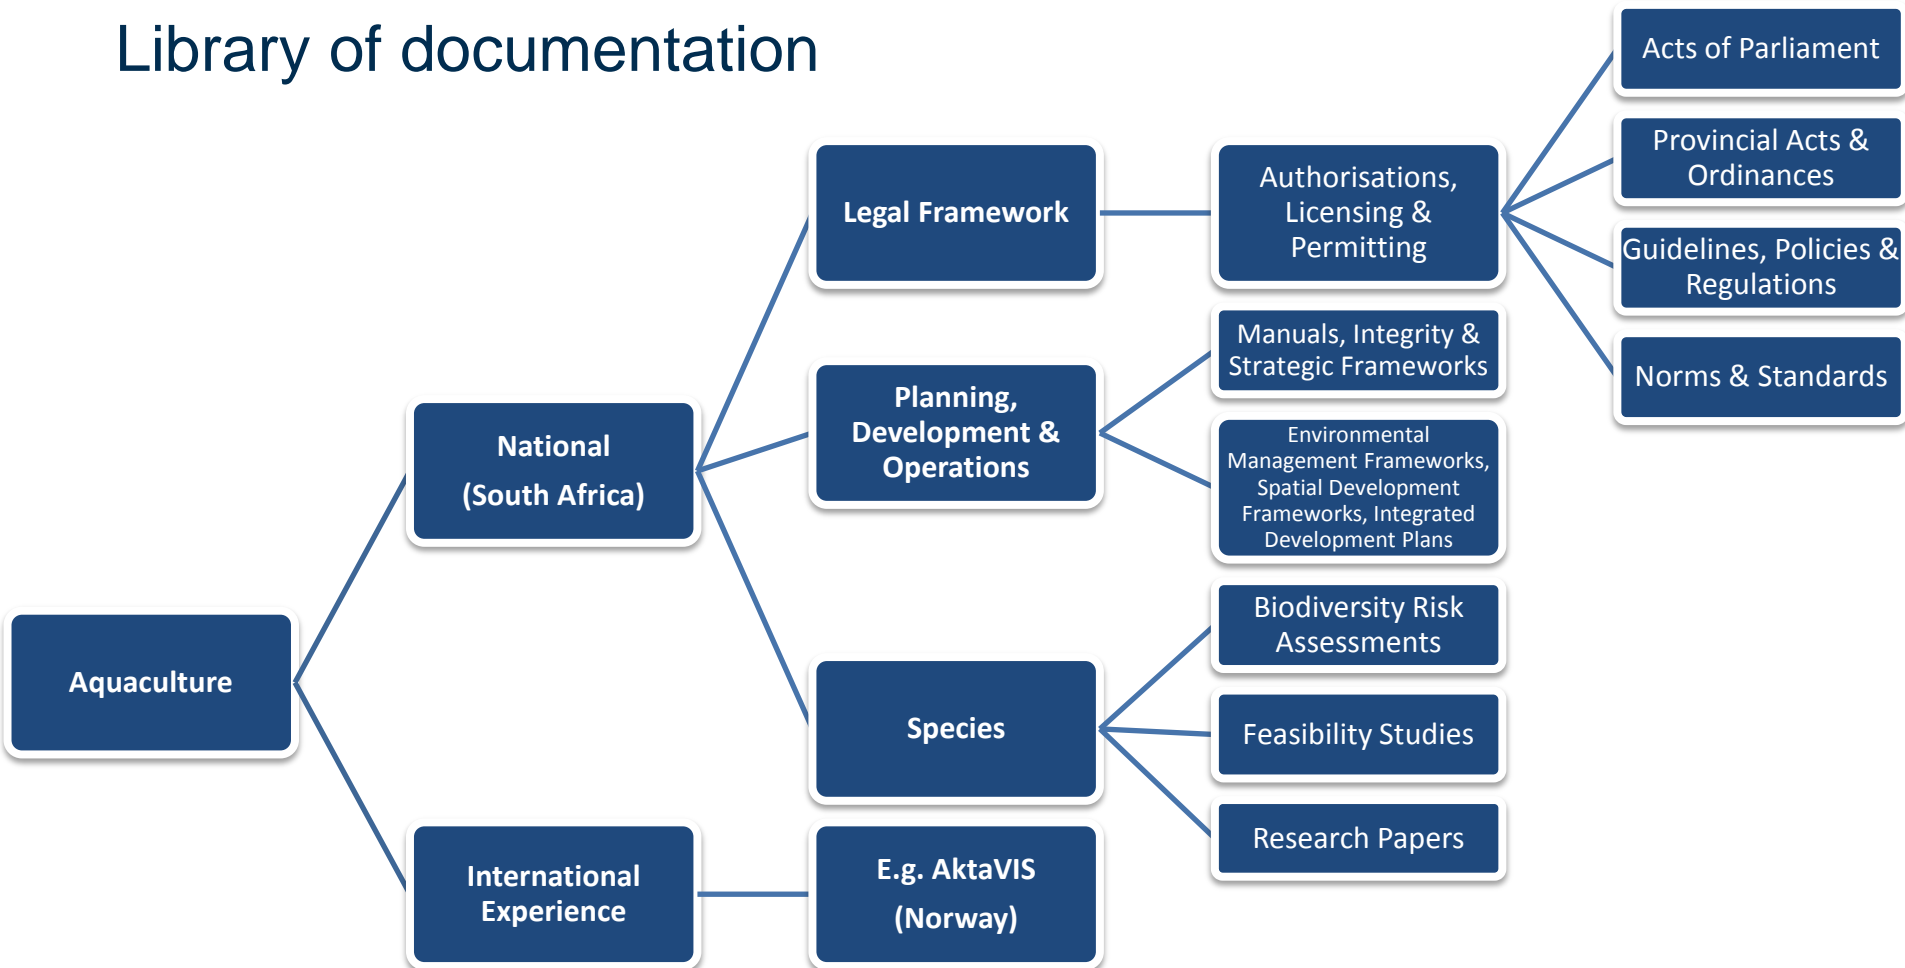 Library of documentation
Acts of Parliament
Provincial Acts &
Ordinances
Guidelines, Policies &
Regulations
Norms & Standards
Legal Framework
Authorisations,
Licensing &
Permitting
Manuals, Integrity &
Strategic Frameworks
Planning,
Development &
Operations
Environmental
Management Frameworks,
Spatial Development
Frameworks, Integrated
Development Plans
National
(South Africa)
Biodiversity Risk
Assessments
Aquaculture
Species
Feasibility Studies
Research Papers
International
Experience
E.g. AktaVIS
(Norway)